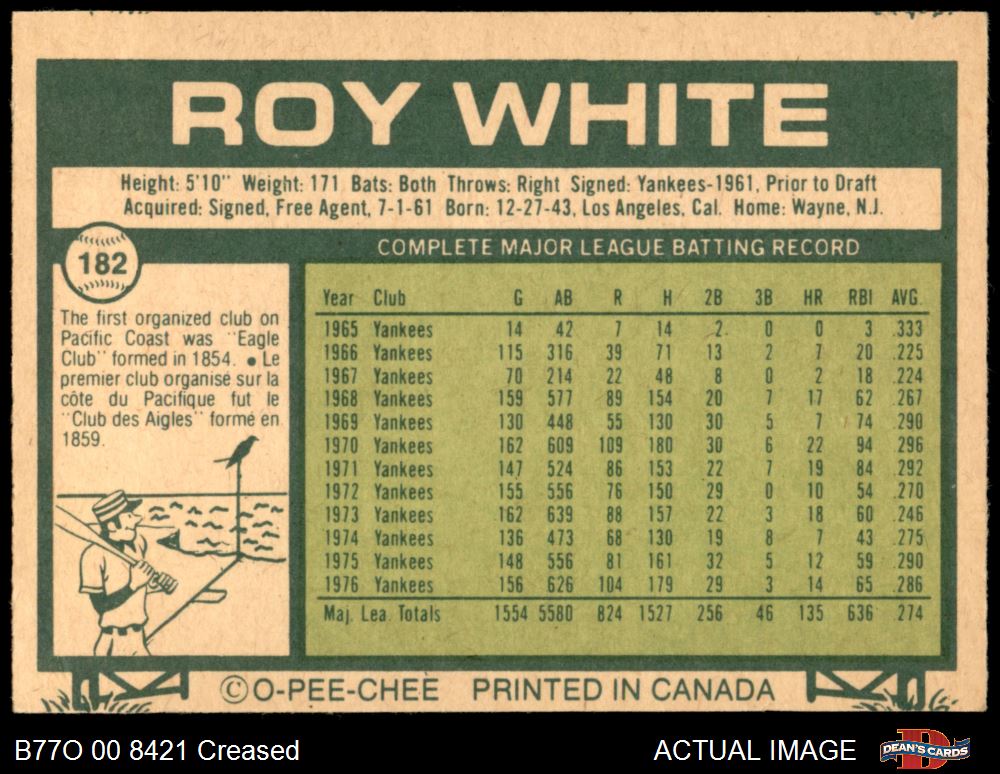 ROY WHITE
Height: 5'10" Weight: 171 Bats: Both Throws: Right Signed: Yankees-1961, Prior to Draft
Acquired: Signed, Free Agent, 7-1-61 Born: 12-27-43, Los Angeles, Cal. Home: Wayne, N.J.
182
The first organized club on
Pacific Coast was "Eagle
Club" formed in 1854. ● Le
premier club organisé sur la
côte du Pacifique fut le
"Club des Aigles" formé en
1859.
COMPLETE MAJOR LEAGUE BATTING RECORD
Year Club G AB R H 2B 3B HR RBI AVG.
1965 Yankees 14 42 7 14 2 0 0 3 .333
1966 Yankees 115 316 39 71 13 2 7 20 .225
1967 Yankees 70 214 22 48 8 0 2 18 .224
1968 Yankees 159 577 89 154 20 7 17 62 .267
1969 Yankees 130 448 55 130 30 5 7 74 .290
1970 Yankees 162 609 109 180 30 6 22 94 .296
1971 Yankees 147 524 86 153 22 7 19 84 .292
1972 Yankees 155 556 76 150 29 0 10 54 .270
1973 Yankees 162 639 88 157 22 3 18 60 .246
1974 Yankees 136 473 68 130 19 8 7 43 .275
1975 Yankees 148 556 81 161 32 5 12 59 .290
1976 Yankees 156 626 104 179 29 3 14 65 .286
Maj. Lea. Totals 1554 5580 824 1527 256 46 135 636 .274
© O-PEE-CHEE PRINTED IN CANADA
B77O 00 8421 Creased
ACTUAL IMAGE
DEAN'S CARDS